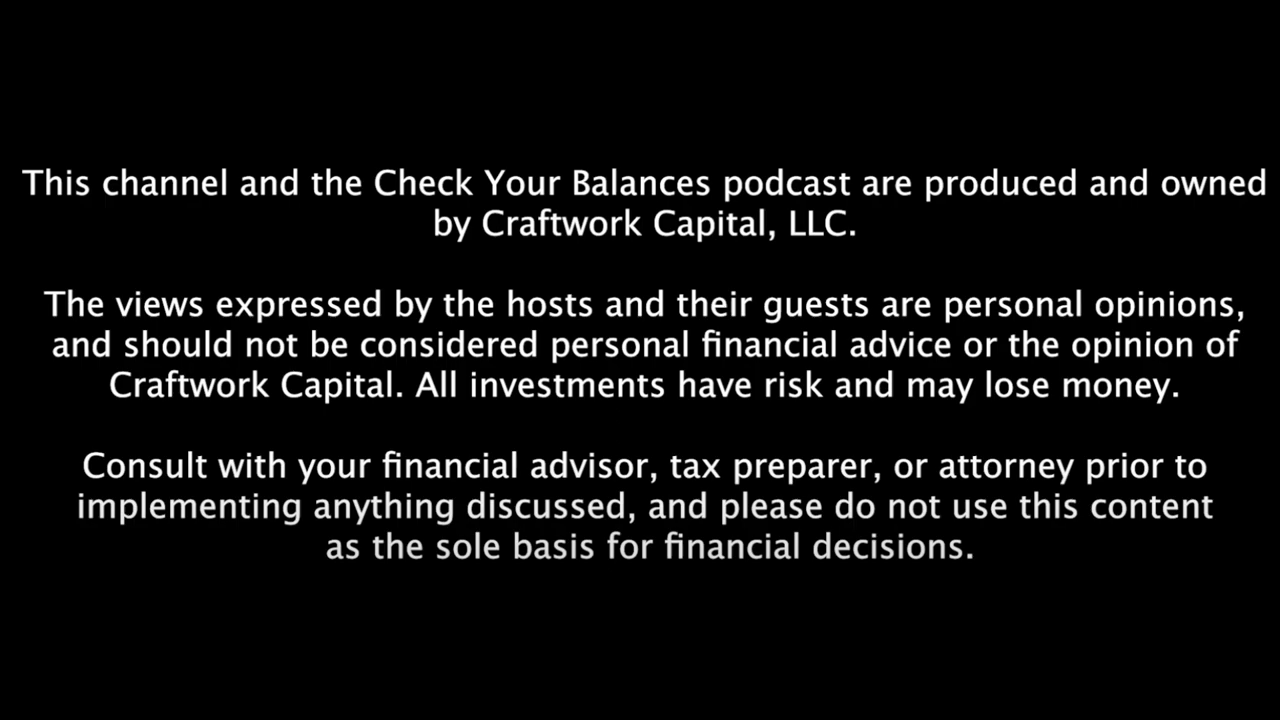 This channel and the Check Your Balances podcast are produced and owned
by Craftwork Capital, LLC.
The views expressed by the hosts and their guests are personal opinions,
and should not be considered personal financial advice or the opinion of
Craftwork Capital. All investments have risk and may lose money.
Consult with your financial advisor, tax preparer, or attorney prior to
implementing anything discussed, and please do not use this content
as the sole basis for financial decisions.